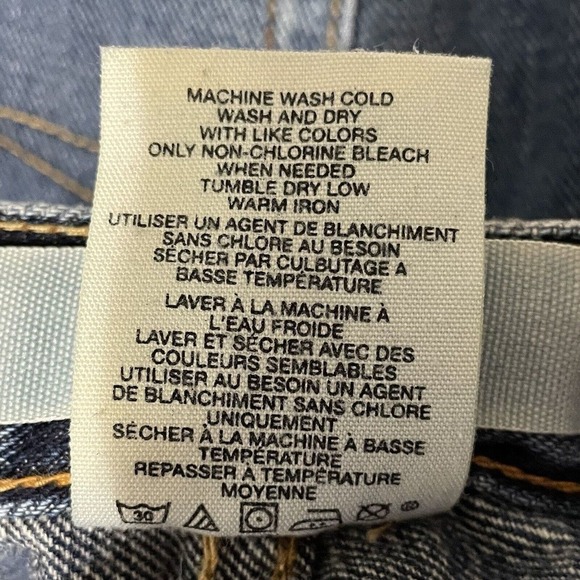 MACHINE WASH COLD
WASH AND DRY
WITH LIKE COLORS
ONLY NON-CHLORINE BLEACH
WHEN NEEDED
TUMBLE DRY LOW
WARM IRON
UTILISER UN AGENT DE BLANCHIMENT
SANS CHLORE AU BESOIN
SÉCHER PAR CULBUTAGE A
BASSE TEMPÉRATURE
LAVER À LA MACHINE À
L'EAU FROIDE
LAVER ET SÉCHER AVEC DES
COULEURS SEMBLABLES
UTILISER AU BESOIN UN AGENT
DE BLANCHIMENT SANS CHLORE
UNIQUEMENT
SÉCHER À LA MACHINE À BASSE
TEMPÉRATURE
REPASSER À TEMPÉRATURE
MOYENNE
30 ®